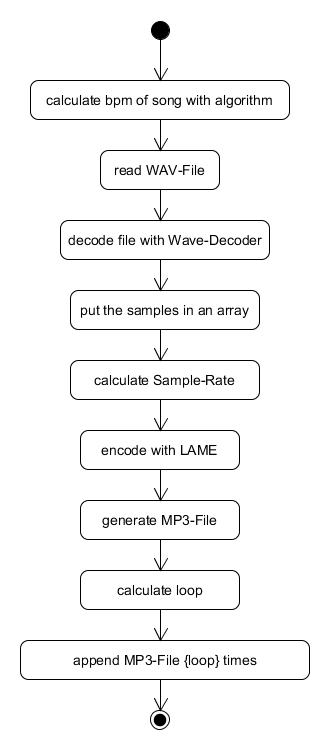 calculate bpm of song with algorithm
read WAV-File
decode file with Wave-Decoder
put the samples in an array
calculate Sample-Rate
encode with LAME
generate MP3-File
calculate loop
append MP3-File {loop} times